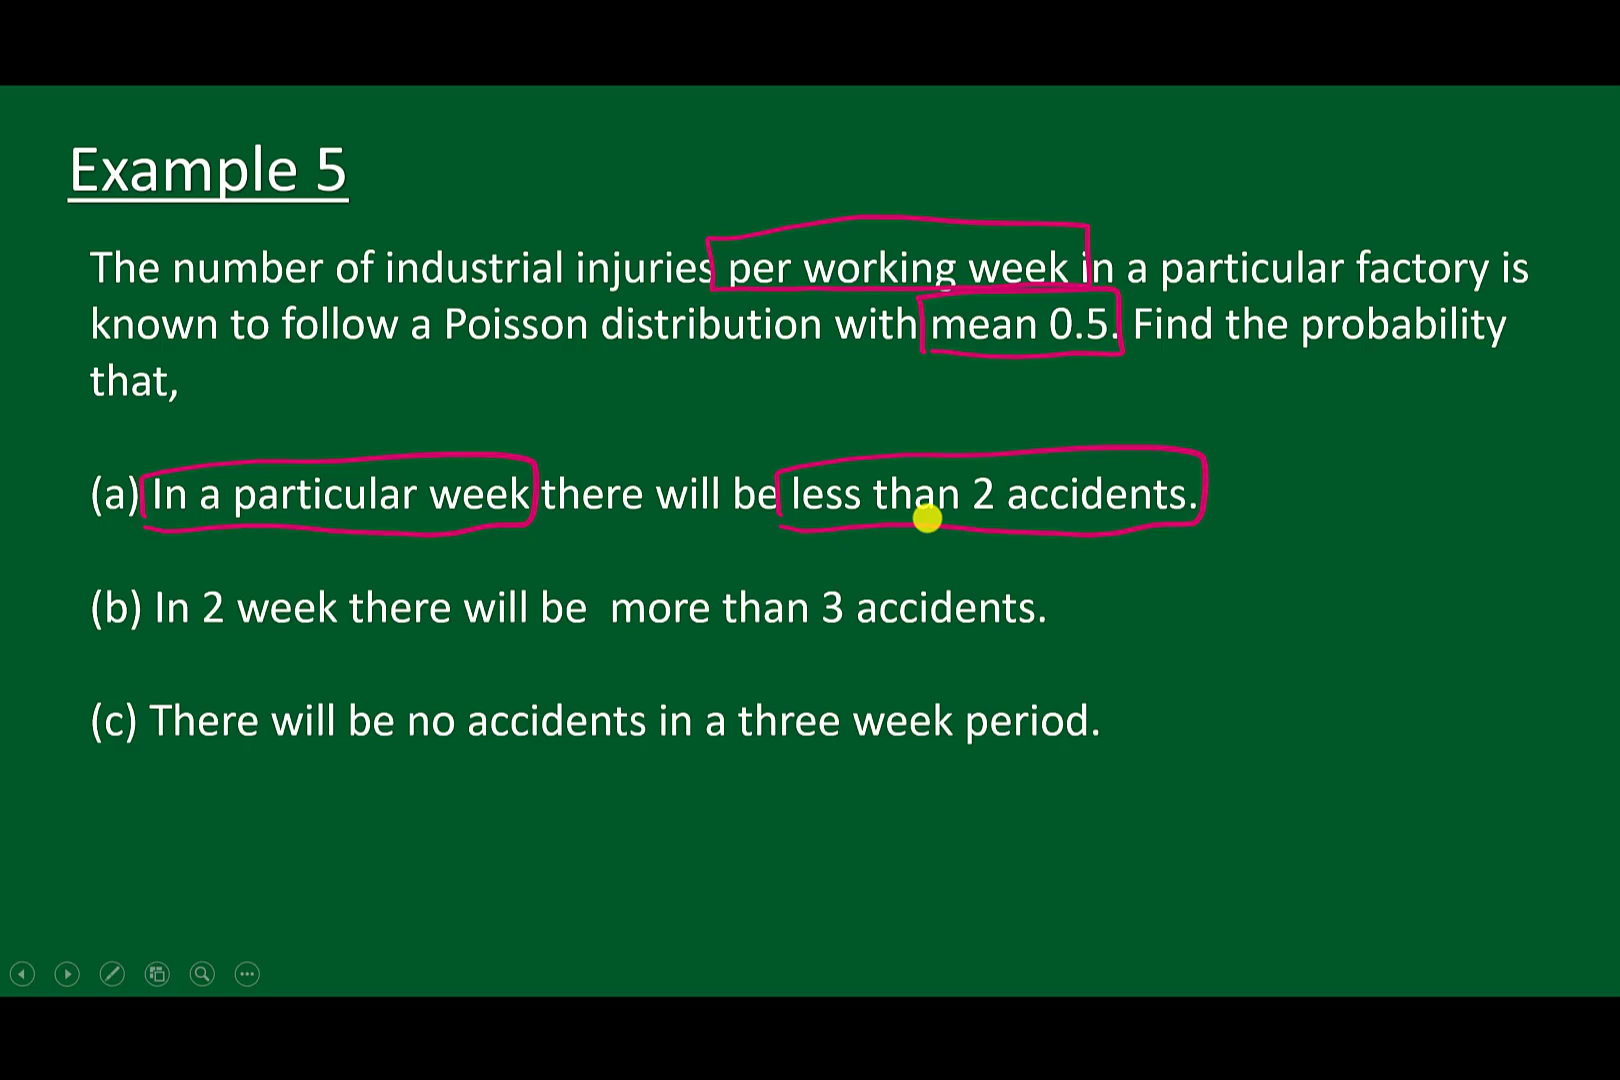 Example 5
The number of industrial injuries per working week in a particular factory is
known to follow a Poisson distribution with mean 0.5. Find the probability
that,
(a) In a particular week there will be less than 2 accidents.
(b) In 2 week there will be  more than 3 accidents.
(c) There will be no accidents in a three week period.